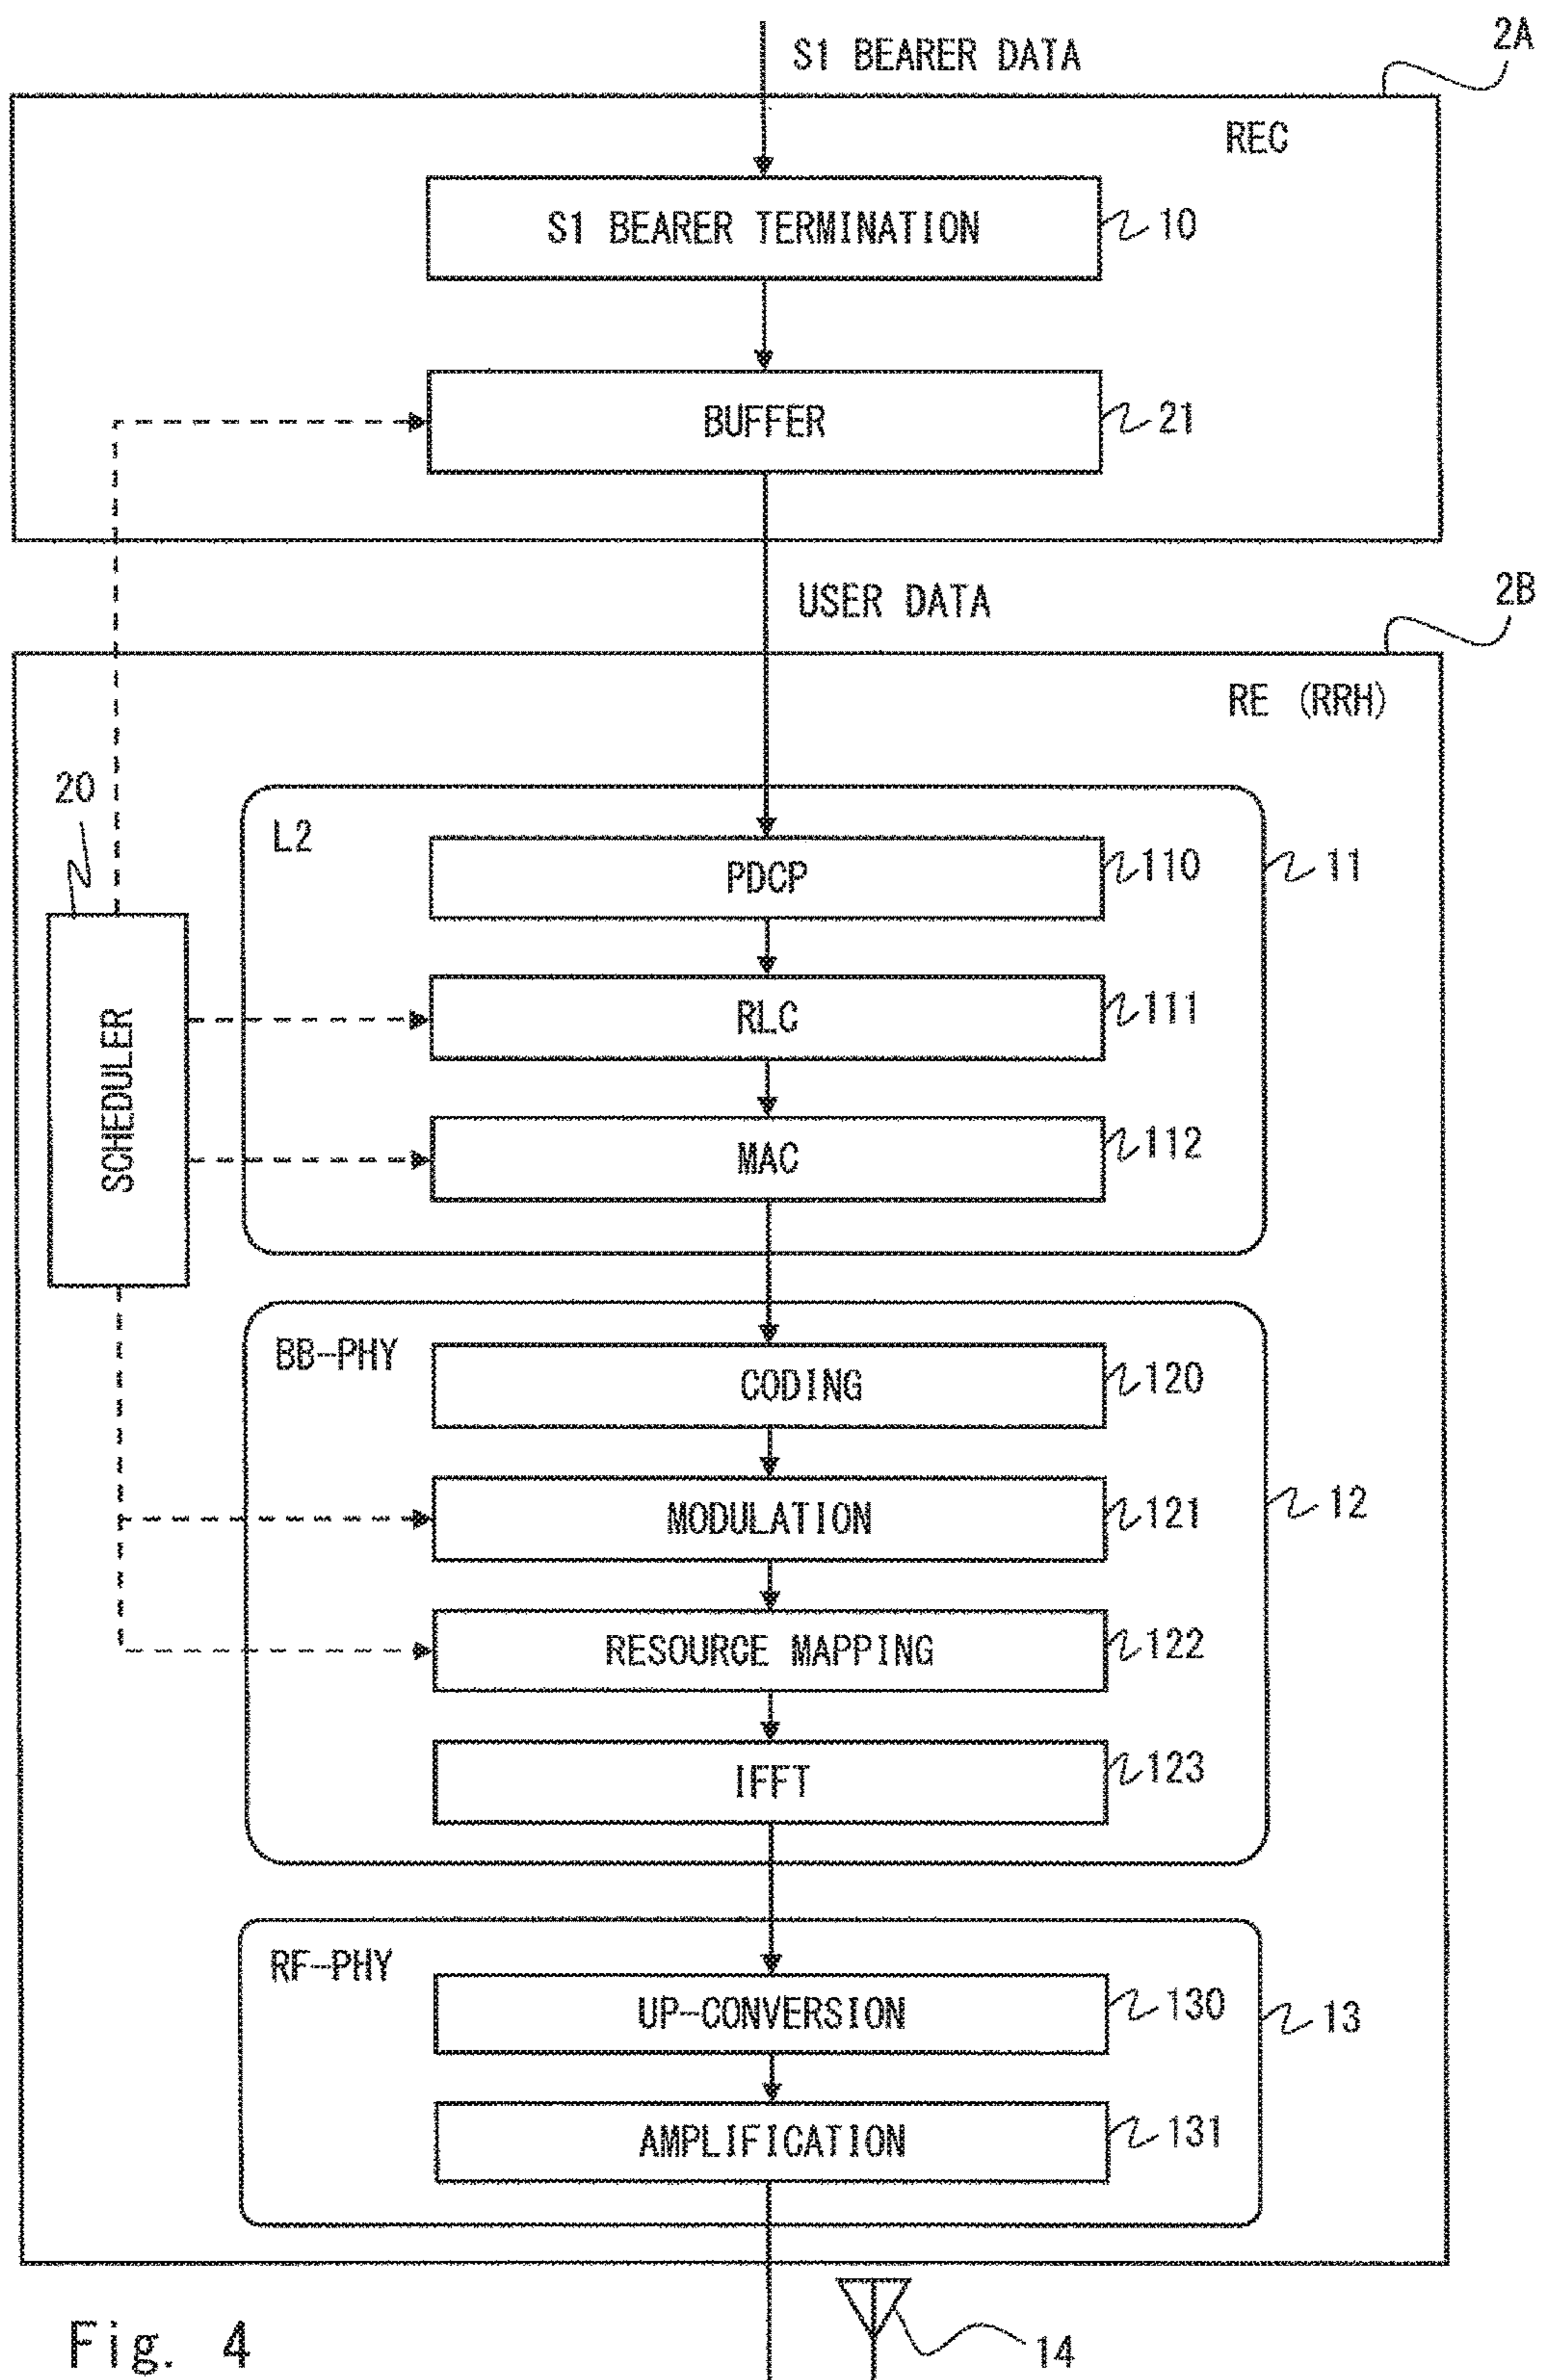 S1 BEARER DATA
2A
REC
S1 BEARER TERMINATION
10
BUFFER
21
USER DATA
2B
RE (RRH)
20
SCHEDULER
L2
11
PDCP
110
RLC
111
MAC
112
BB-PHY
12
CODING
120
MODULATION
121
RESOURCE MAPPING
122
IFFT
123
RF-PHY
13
UP-CONVERSION
130
AMPLIFICATION
131
14
Fig. 4